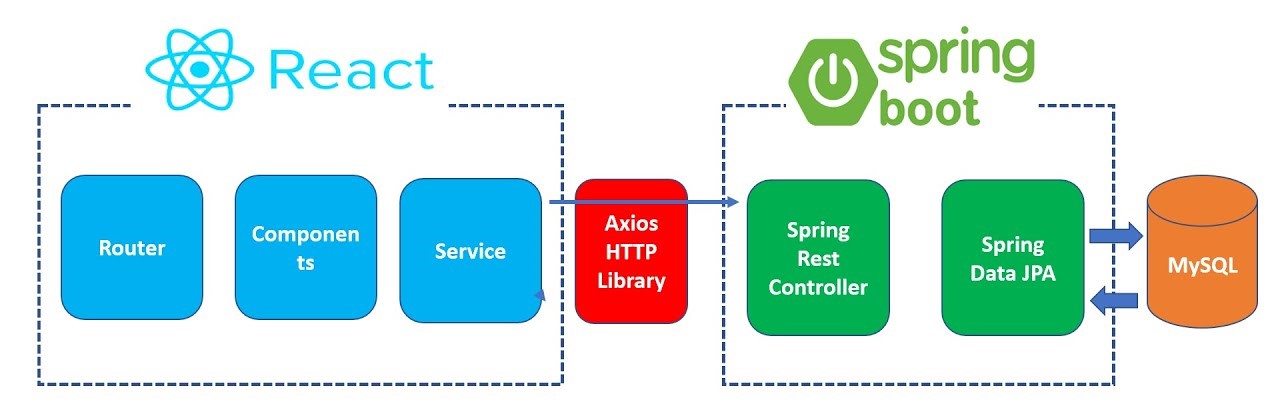 React
spring
boot
Router
Componen
ts
Service
Axios
HTTP
Library
Spring
Rest
Controller
Spring
Data JPA
MySQL